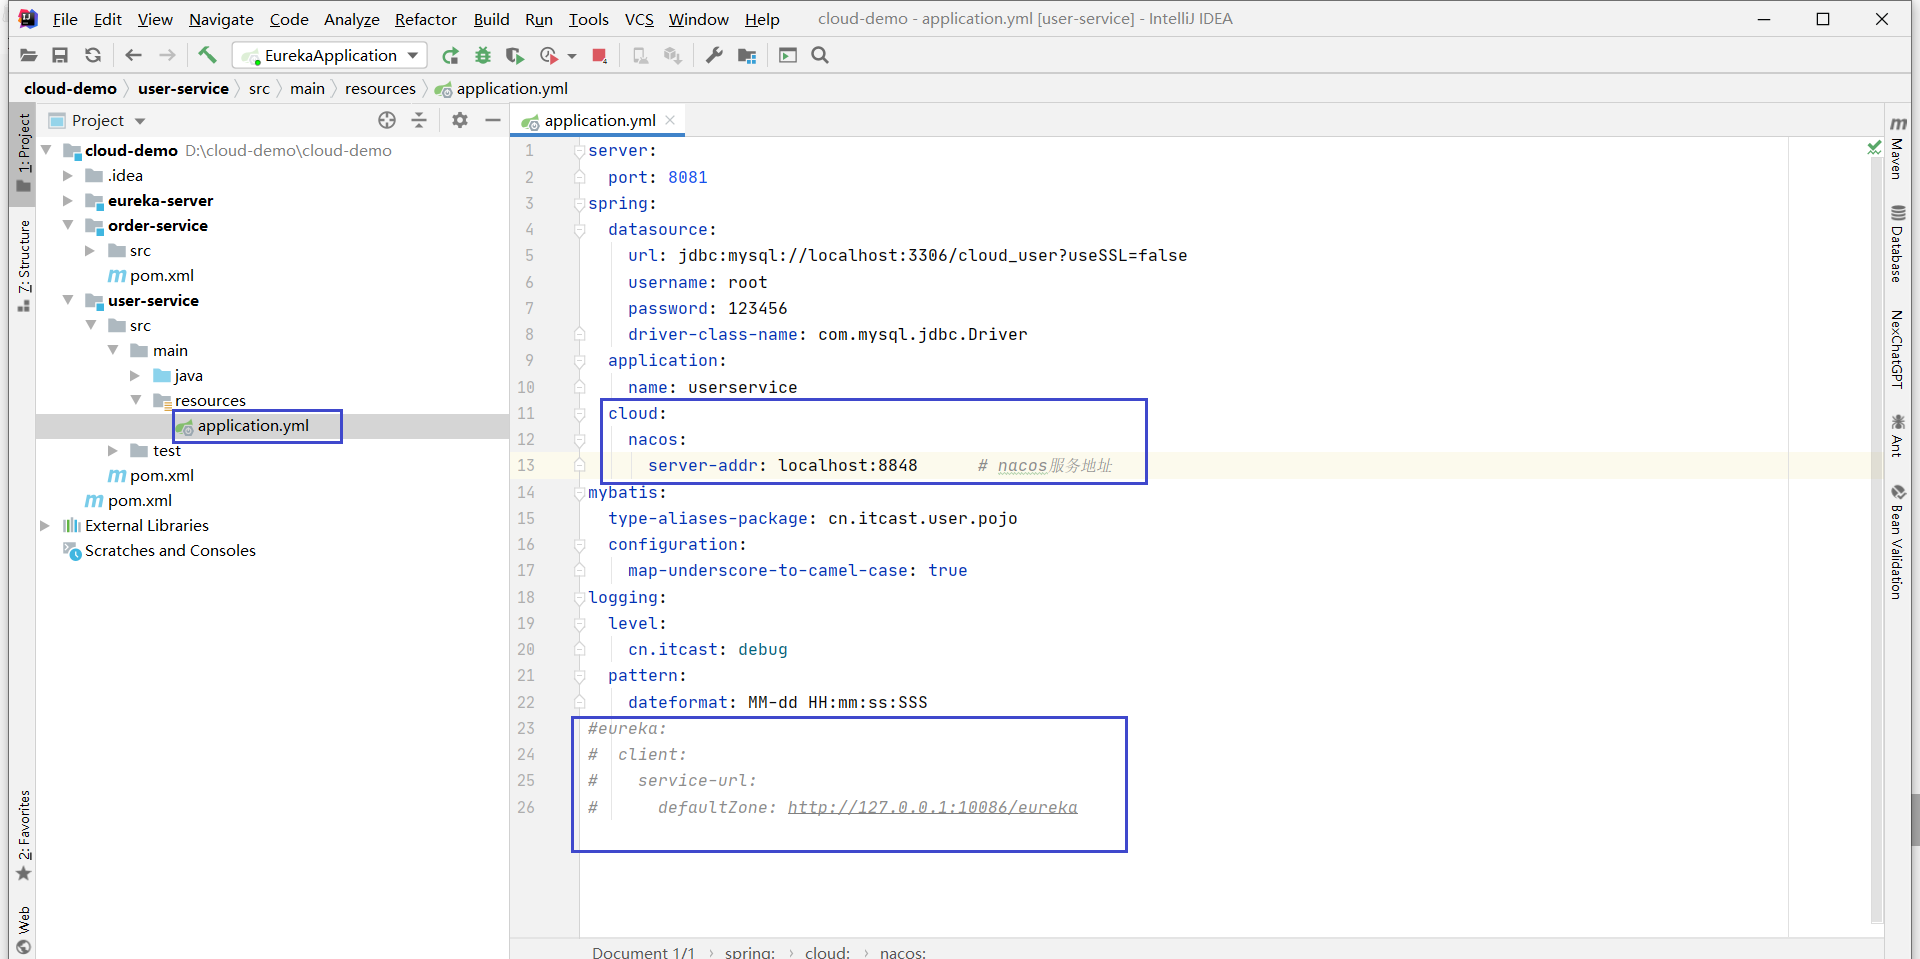 File Edit View Navigate Code Analyze Refactor Build Run Tools VCS Window Help cloud-demo - application.yml [user-service] - IntelliJ IDEA
EurekaApplication
cloud-demo user-service src main resources application.yml
1: Project
7: Structure
2: Favorites
Web
Project
cloud-demo D:\cloud-demo\cloud-demo
.idea
eureka-server
order-service
src
pom.xml
user-service
src
main
java
resources
application.yml
test
pom.xml
pom.xml
External Libraries
Scratches and Consoles
application.yml
1 server:
2 port: 8081
3 spring:
4 datasource:
5 url: jdbc:mysql://localhost:3306/cloud_user?useSSL=false
6 username: root
7 password: 123456
8 driver-class-name: com.mysql.jdbc.Driver
9 application:
10 name: userservice
11 cloud:
12 nacos:
13 server-addr: localhost:8848 # nacos服务地址
14 mybatis:
15 type-aliases-package: cn.itcast.user.pojo
16 configuration:
17 map-underscore-to-camel-case: true
18 logging:
19 level:
20 cn.itcast: debug
21 pattern:
22 dateformat: MM-dd HH:mm:ss:SSS
23 #eureka:
24 # client:
25 # service-url:
26 # defaultZone: http://127.0.0.1:10086/eureka
Document 1/1 › spring: › cloud: › nacos:
Maven
Database
NexChatGPT
Ant
Bean Validation